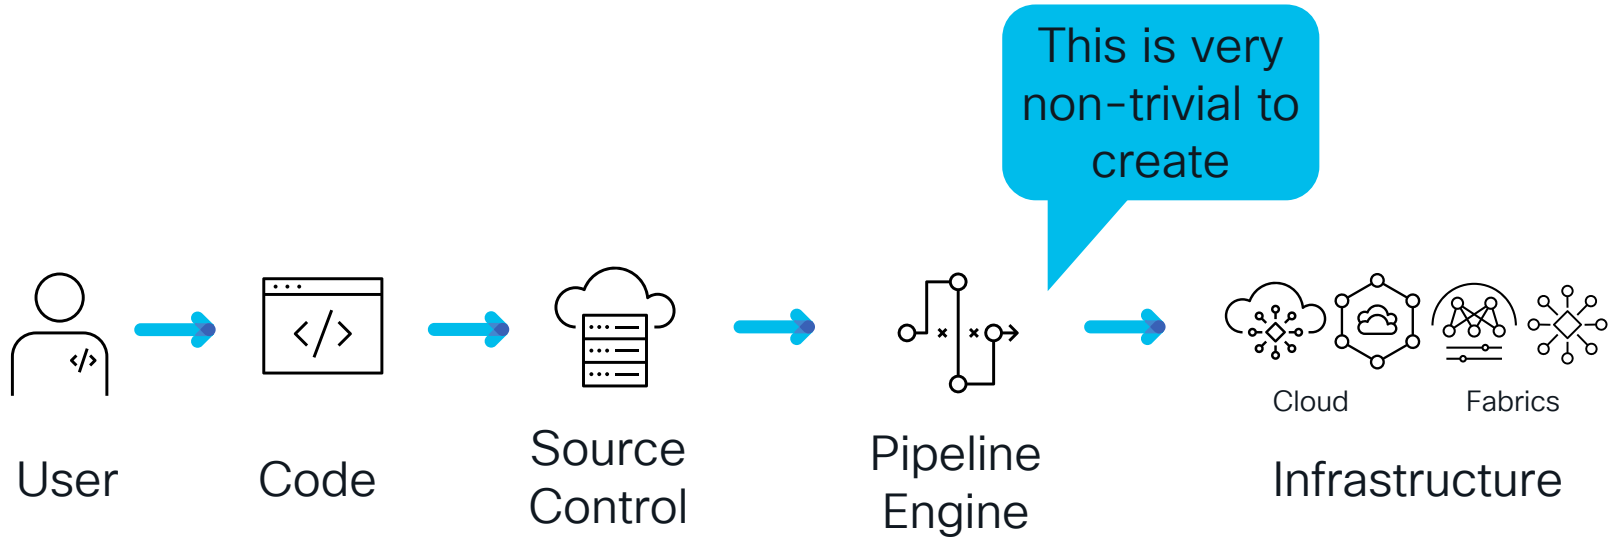 This is very
non-trivial to
create
</>
</>
Cloud
Fabrics
User
Code
Source
Control
Pipeline
Engine
Infrastructure